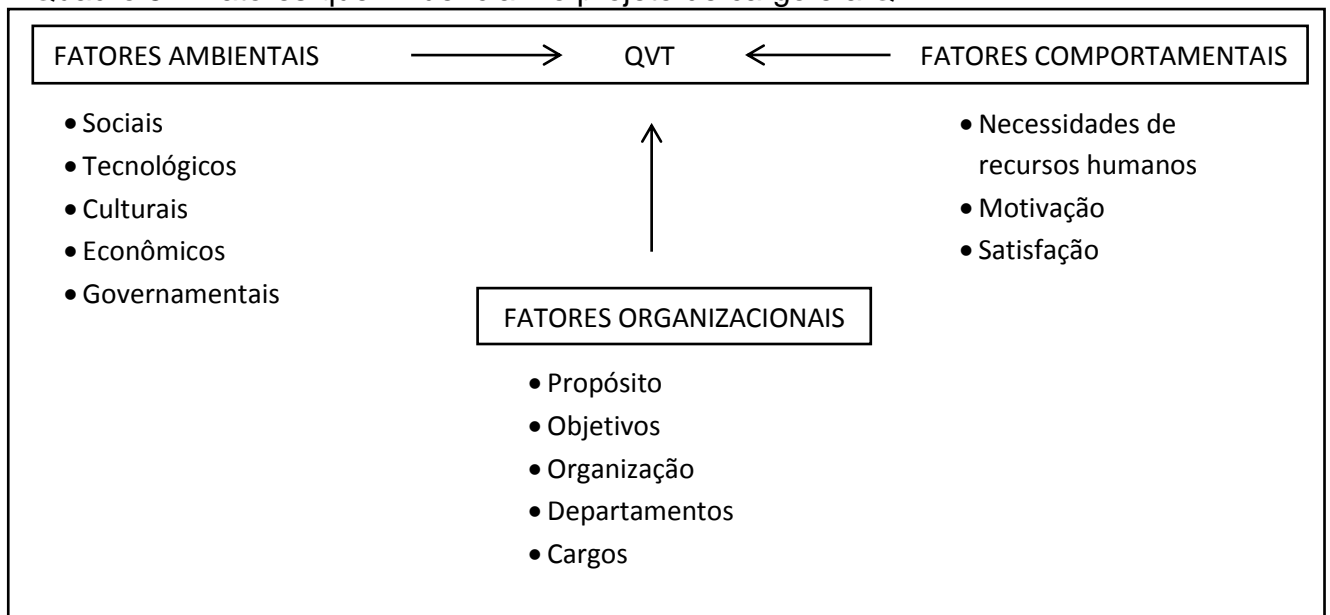 FATORES AMBIENTAIS QVT FATORES COMPORTAMENTAIS
• Sociais
• Tecnológicos
• Culturais
• Econômicos
• Governamentais
• Necessidades de
recursos humanos
• Motivação
• Satisfação
FATORES ORGANIZACIONAIS
• Propósito
• Objetivos
• Organização
• Departamentos
• Cargos